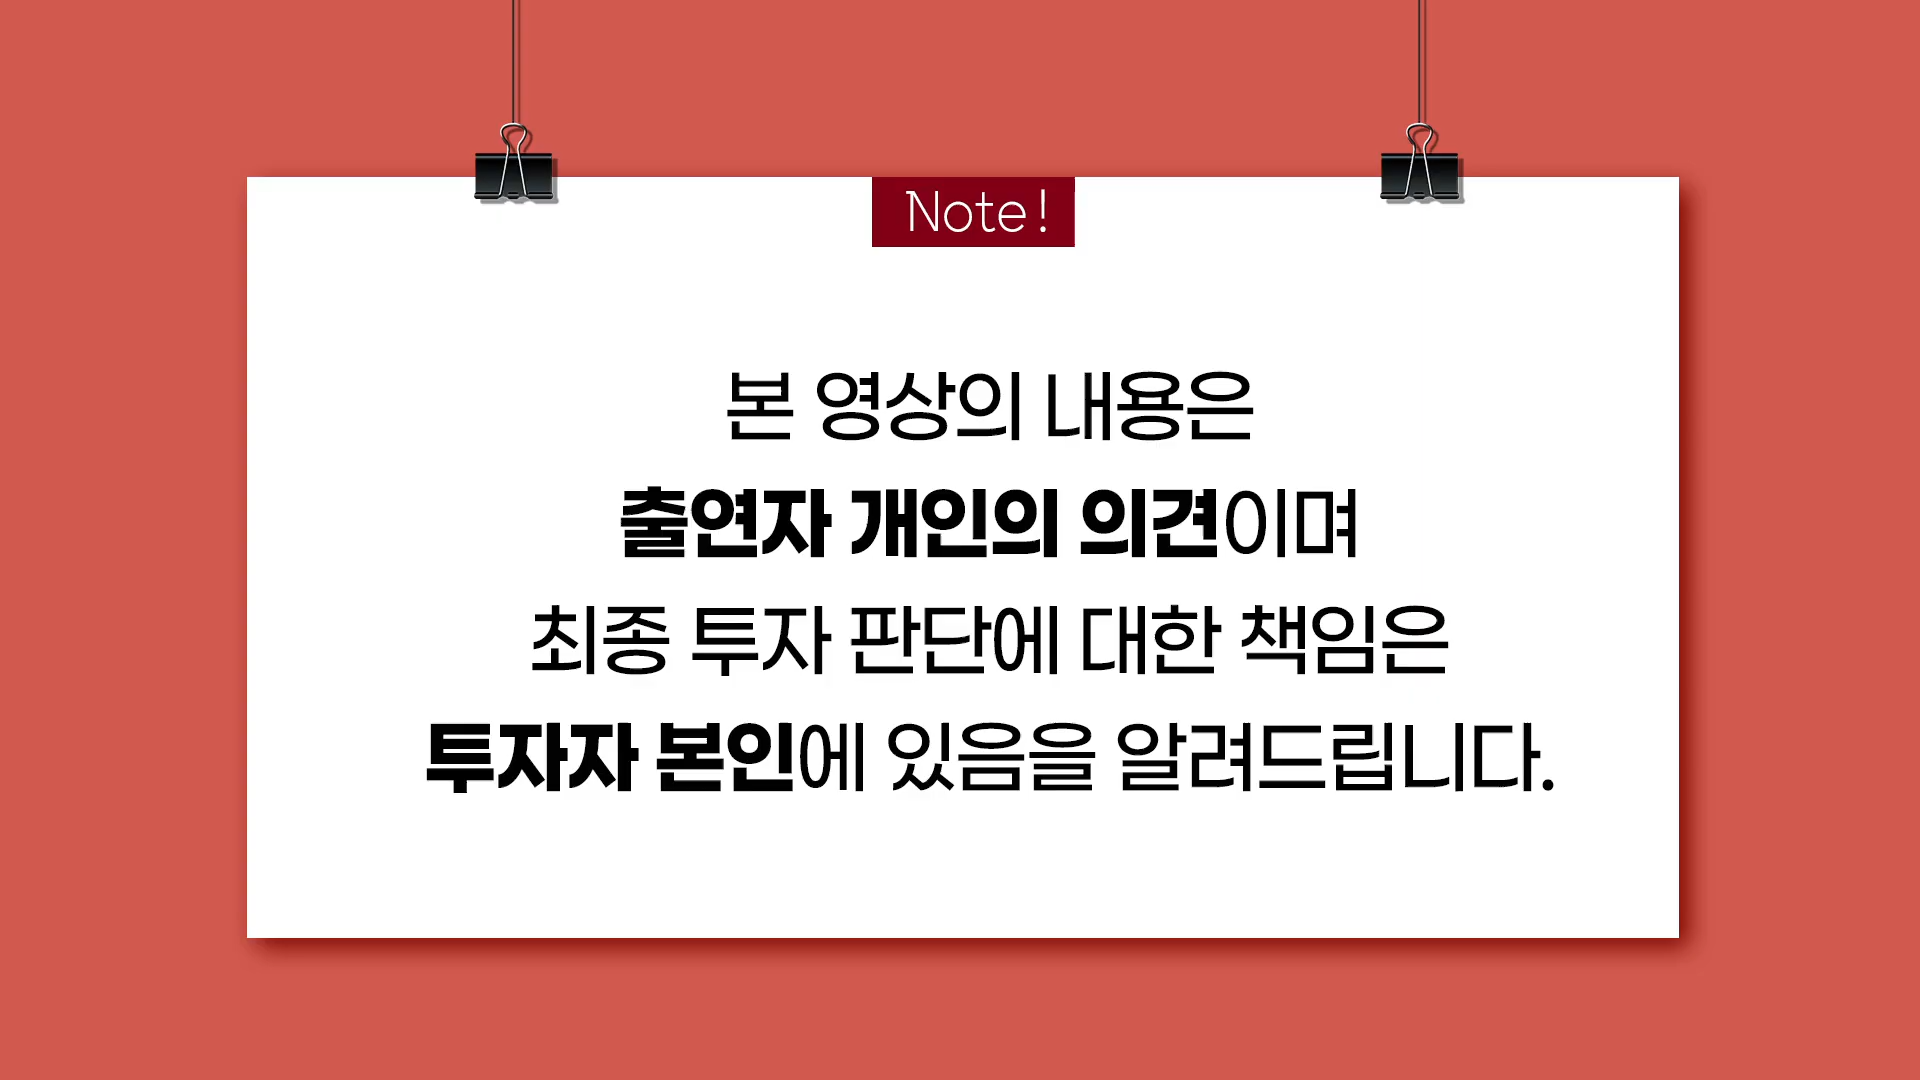 Note!
본 영상의 내용은
출연자 개인의 의견이며
최종 투자 판단에 대한 책임은
투자자 본인에 있음을 알려드립니다.